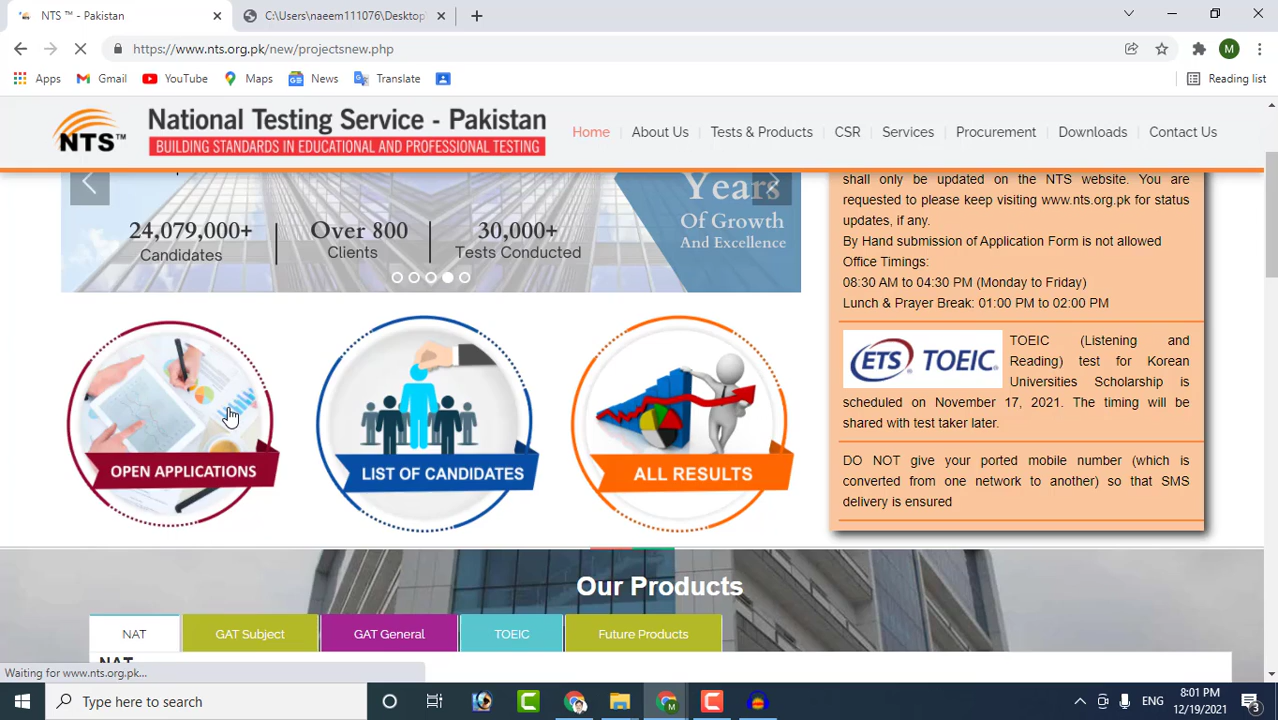 NTS ™ - Pakistan
C:\Users\naeem111076\Desktop\
https://www.nts.org.pk/new/projectsnew.php
M
Apps
Gmail
YouTube
Maps
News
Translate
Reading list
NTS™
National Testing Service - Pakistan
BUILDING STANDARDS IN EDUCATIONAL AND PROFESSIONAL TESTING
Home
About Us
Tests & Products
CSR
Services
Procurement
Downloads
Contact Us
24,079,000+
Candidates
Over 800
Clients
30,000+
Tests Conducted
Years
Of Growth
And Excellence
shall only be updated on the NTS website. You are
requested to please keep visiting www.nts.org.pk for status
updates, if any.
By Hand submission of Application Form is not allowed
Office Timings:
08:30 AM to 04:30 PM (Monday to Friday)
Lunch & Prayer Break: 01:00 PM to 02:00 PM
ETS TOEIC.
TOEIC (Listening and
Reading) test for Korean
Universities Scholarship is
scheduled on November 17, 2021. The timing will be
shared with test taker later.
DO NOT give your ported mobile number (which is
converted from one network to another) so that SMS
delivery is ensured
OPEN APPLICATIONS
LIST OF CANDIDATES
ALL RESULTS
Our Products
NAT
GAT Subject
GAT General
TOEIC
Future Products
NAT
Waiting for www.nts.org.pk...
Type here to search
ENG
8:01 PM
12/19/2021
3